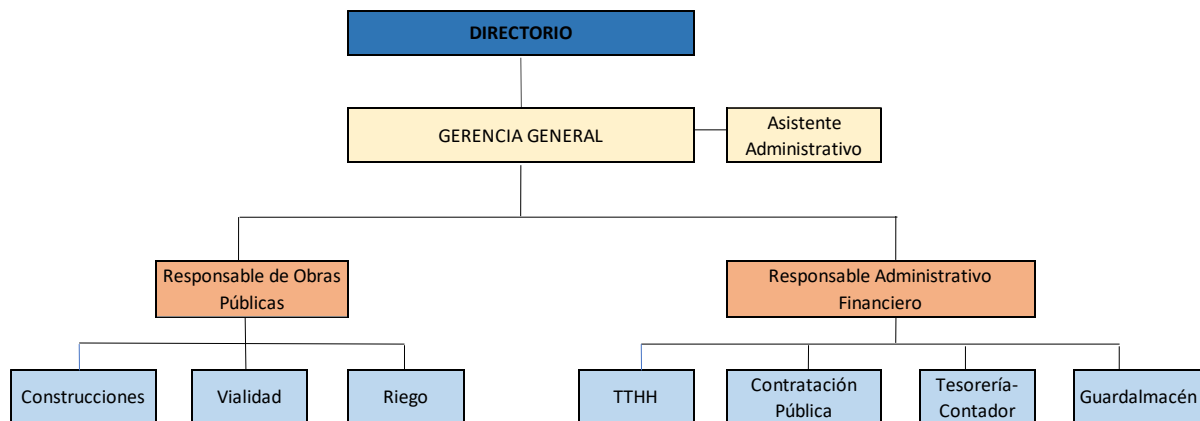 DIRECTORIO
GERENCIA GENERAL
Asistente
Administrativo
Responsable de Obras
Públicas
Responsable Administrativo
Financiero
Construcciones
Vialidad
Riego
TTHH
Contratación
Pública
Tesorería-
Contador
Guardalmacén